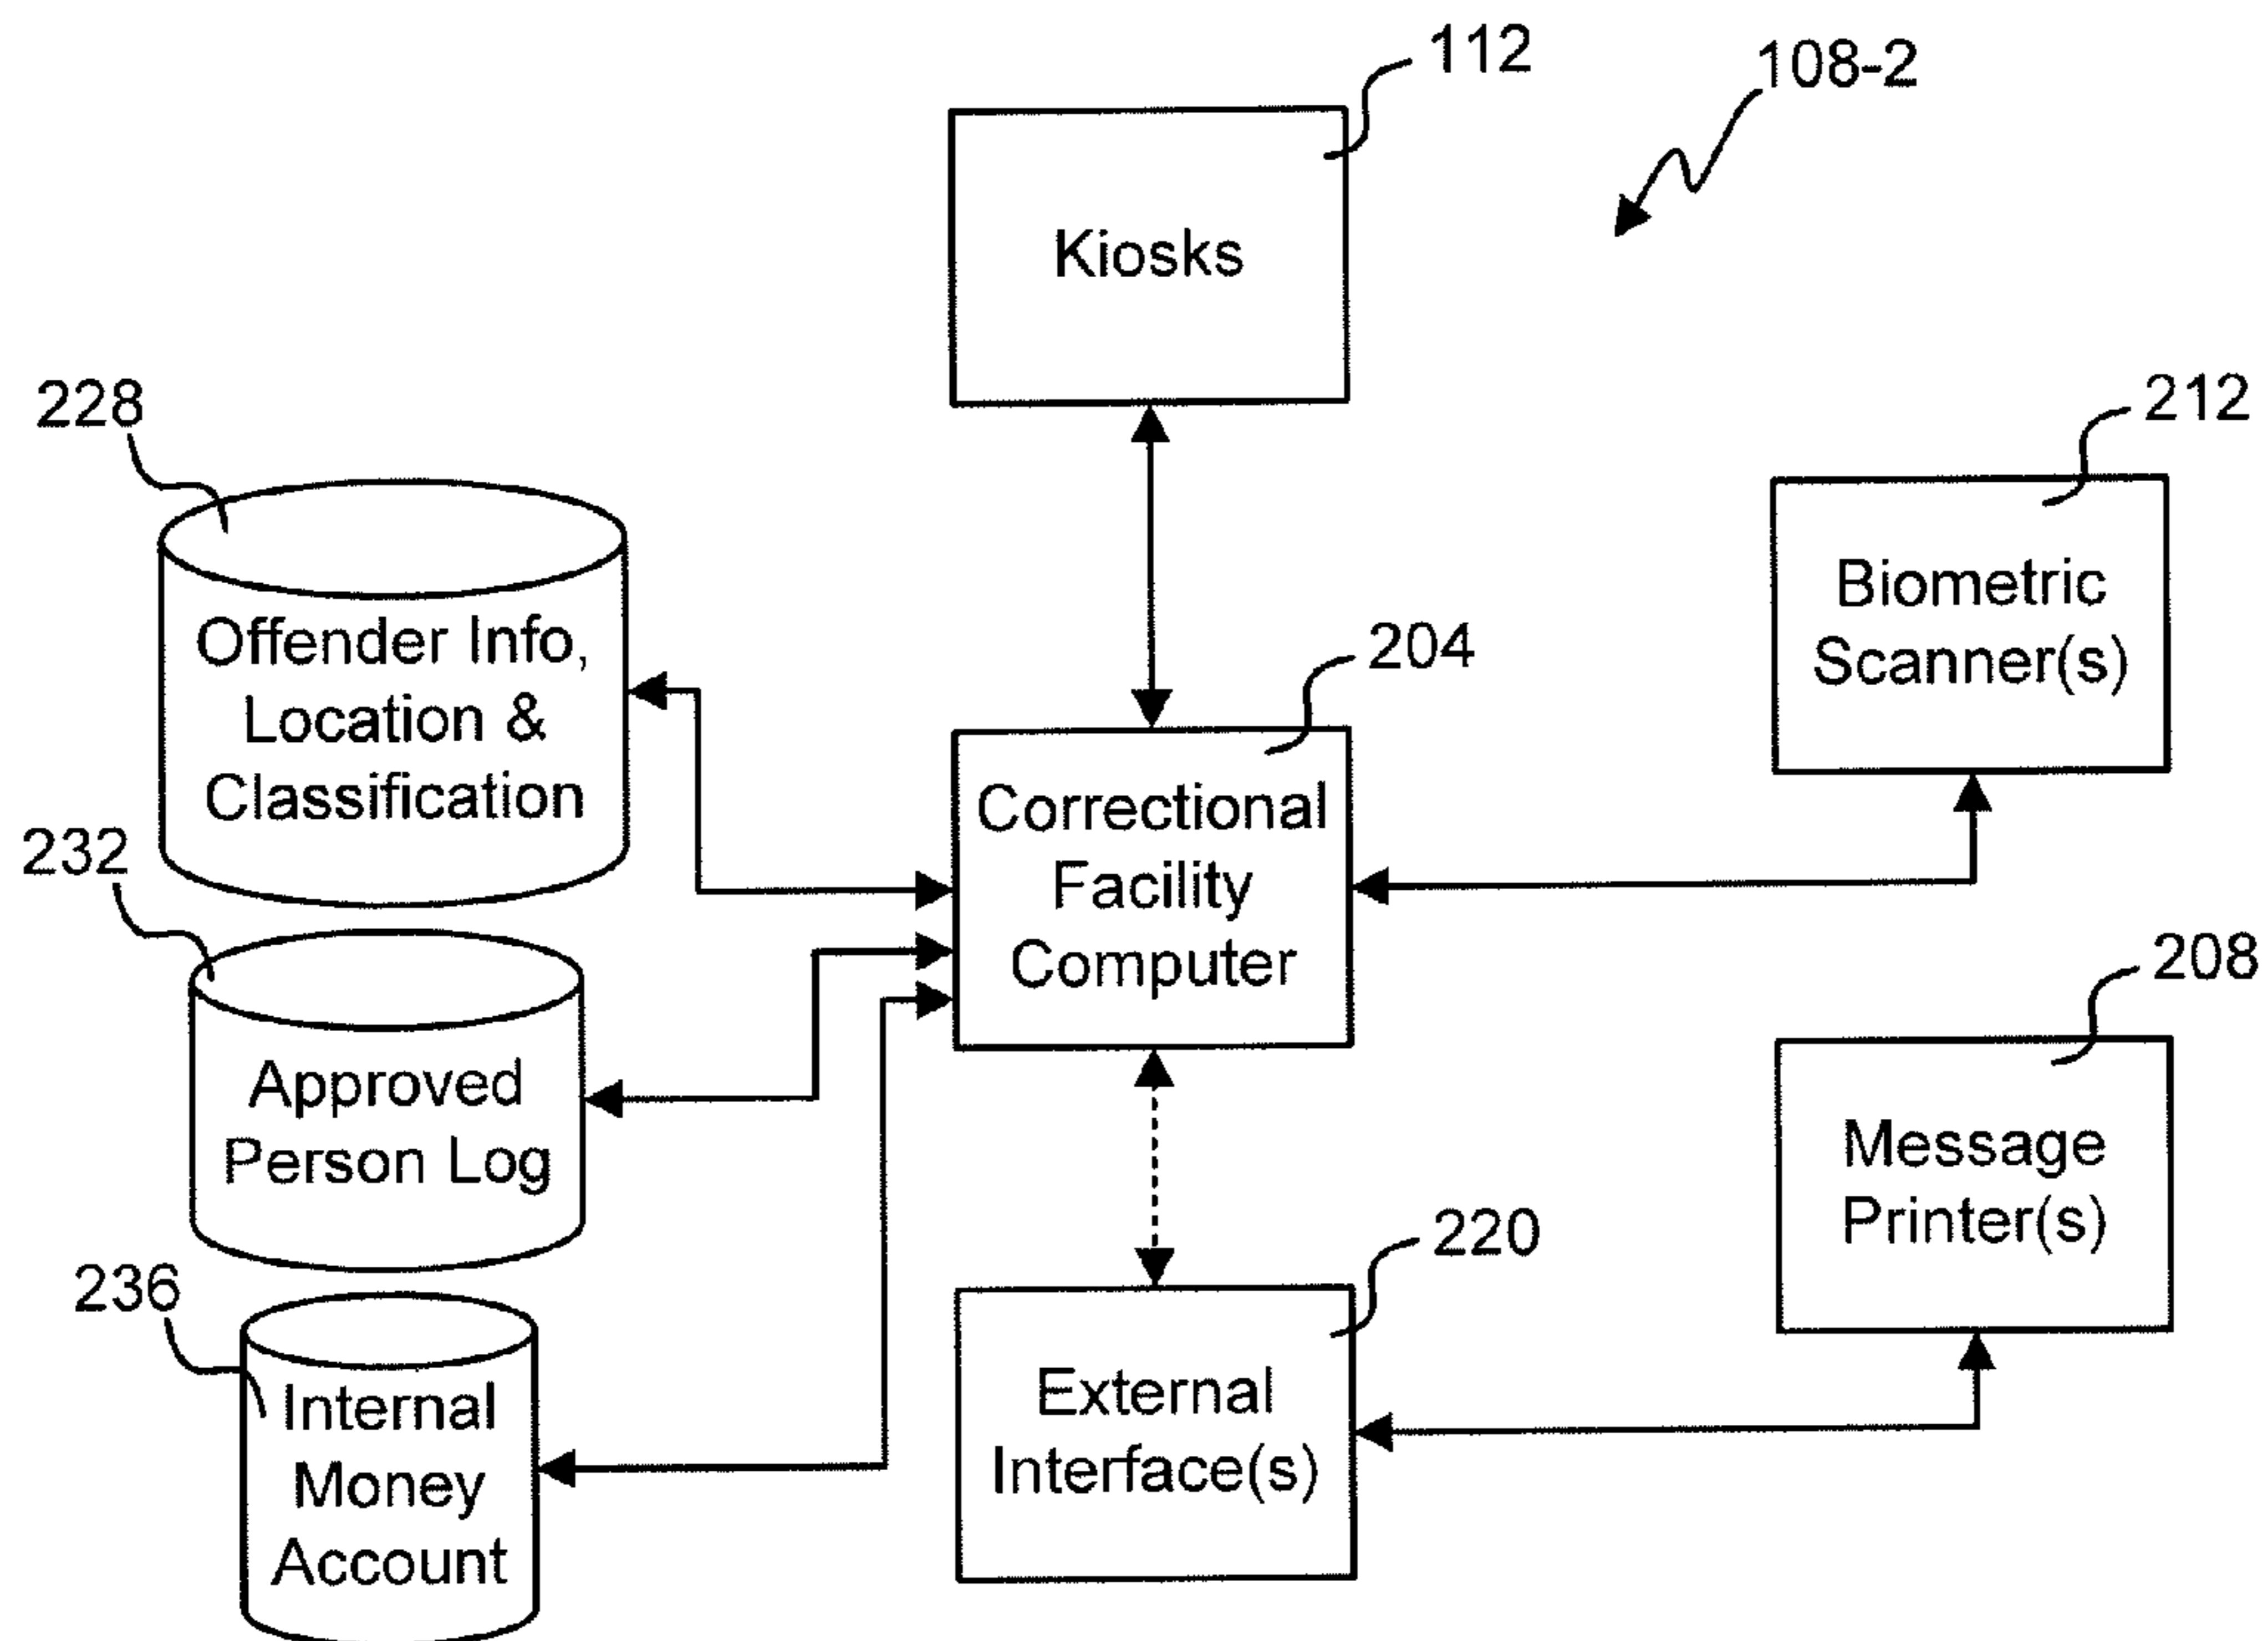 112
108-2
Kiosks
228
212
Offender Info,
Location &
Classification
Biometric
Scanner(s)
204
Correctional
Facility
Computer
232
Approved
Person Log
208
Message
Printer(s)
236
Internal
Money
Account
220
External
Interface(s)